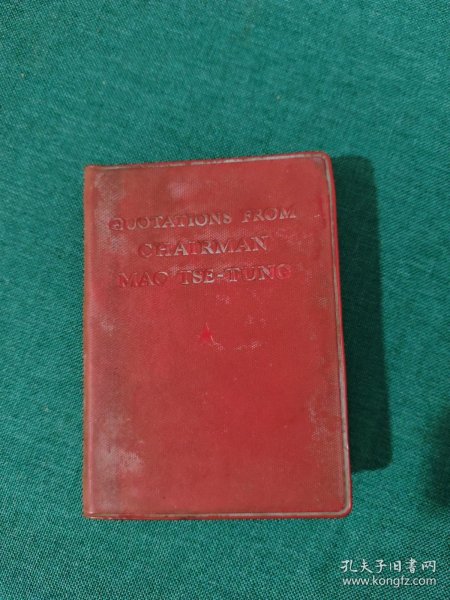 QUOTATIONS FROM
CHAIRMAN
MAO TSE-TUNG
孔夫子旧书网
www.kongfz.com